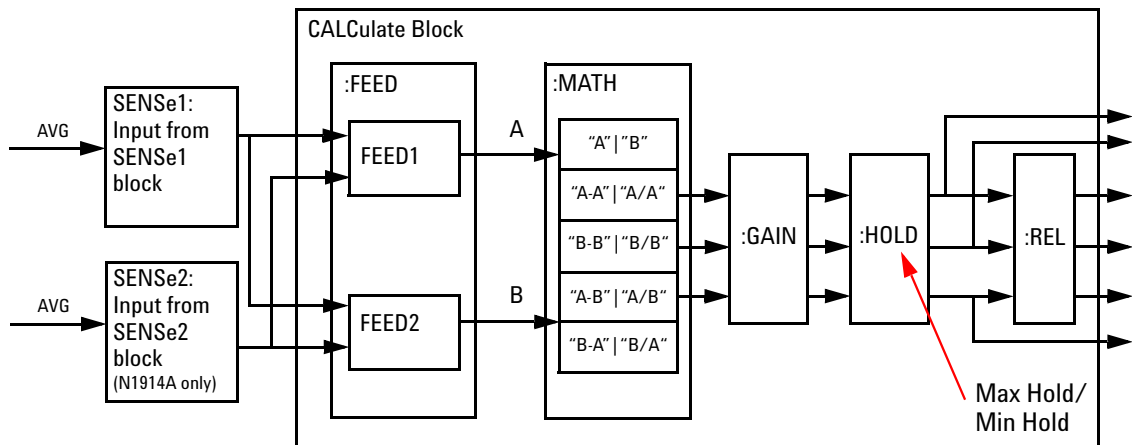 CALCulate Block
AVG
SENSe1:
Input from
SENSe1
block
AVG
SENSe2:
Input from
SENSe2
block
(N1914A only)
:FEED
FEED1
FEED2
A
B
:MATH
“A”|”B”
“A-A”|“A/A“
“B-B”|“B/B“
“A-B”|“A/B“
“B-A”|“B/A“
:GAIN
:HOLD
:REL
Max Hold/
Min Hold